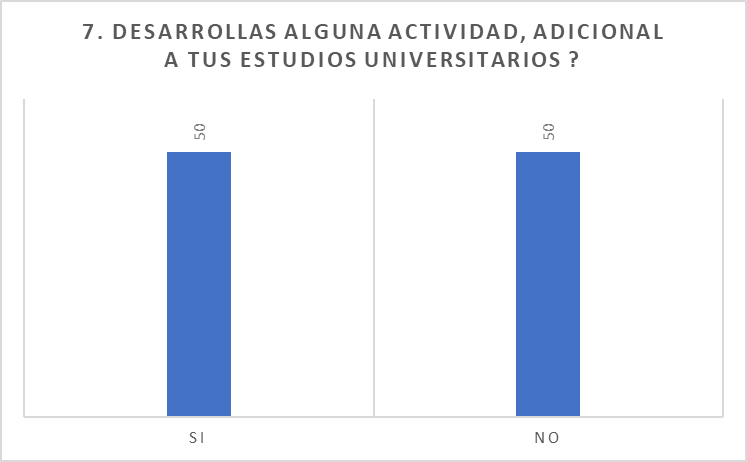 7. DESARROLLAS ALGUNA ACTIVIDAD, ADICIONAL
A TUS ESTUDIOS UNIVERSITARIOS ?
50
50
SI
NO